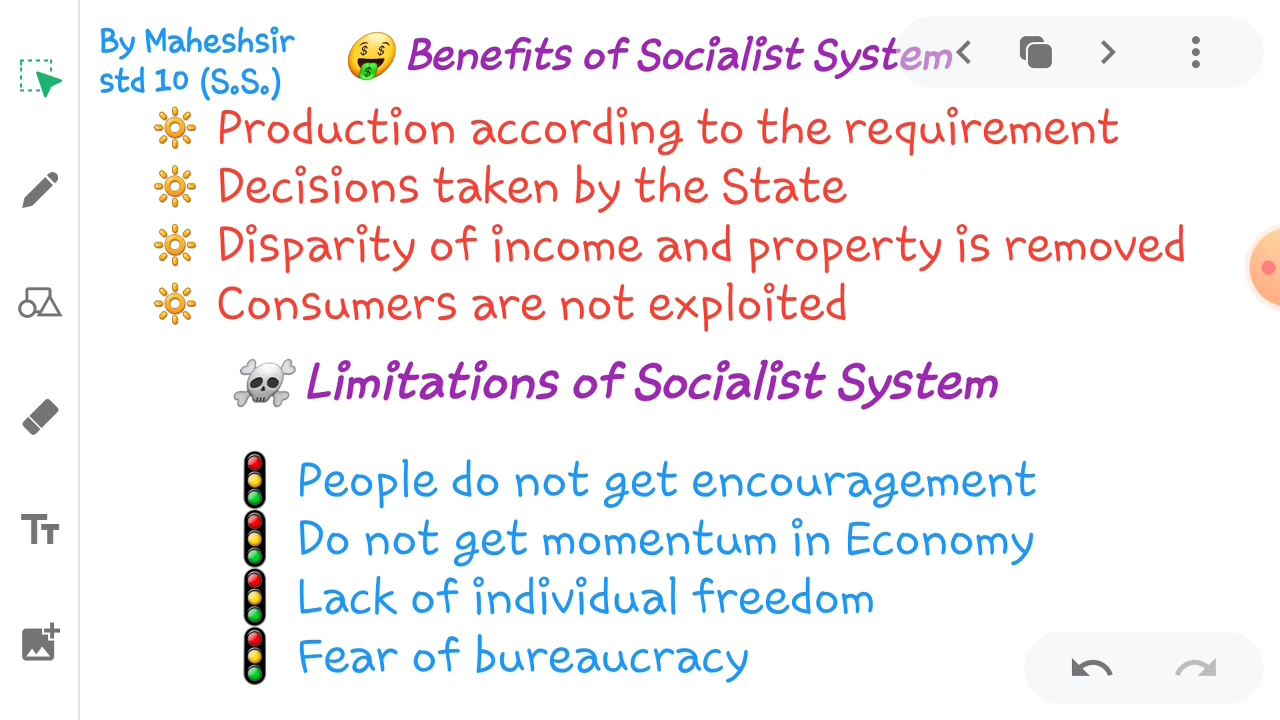 By Maheshsir
std 10 (S.S.)
Benefits of Socialist System
Production according to the requirement
Decisions taken by the State
Disparity of income and property is removed
Consumers are not exploited
Limitations of Socialist System
People do not get encouragement
Do not get momentum in Economy
Lack of individual freedom
Fear of bureaucracy
TT